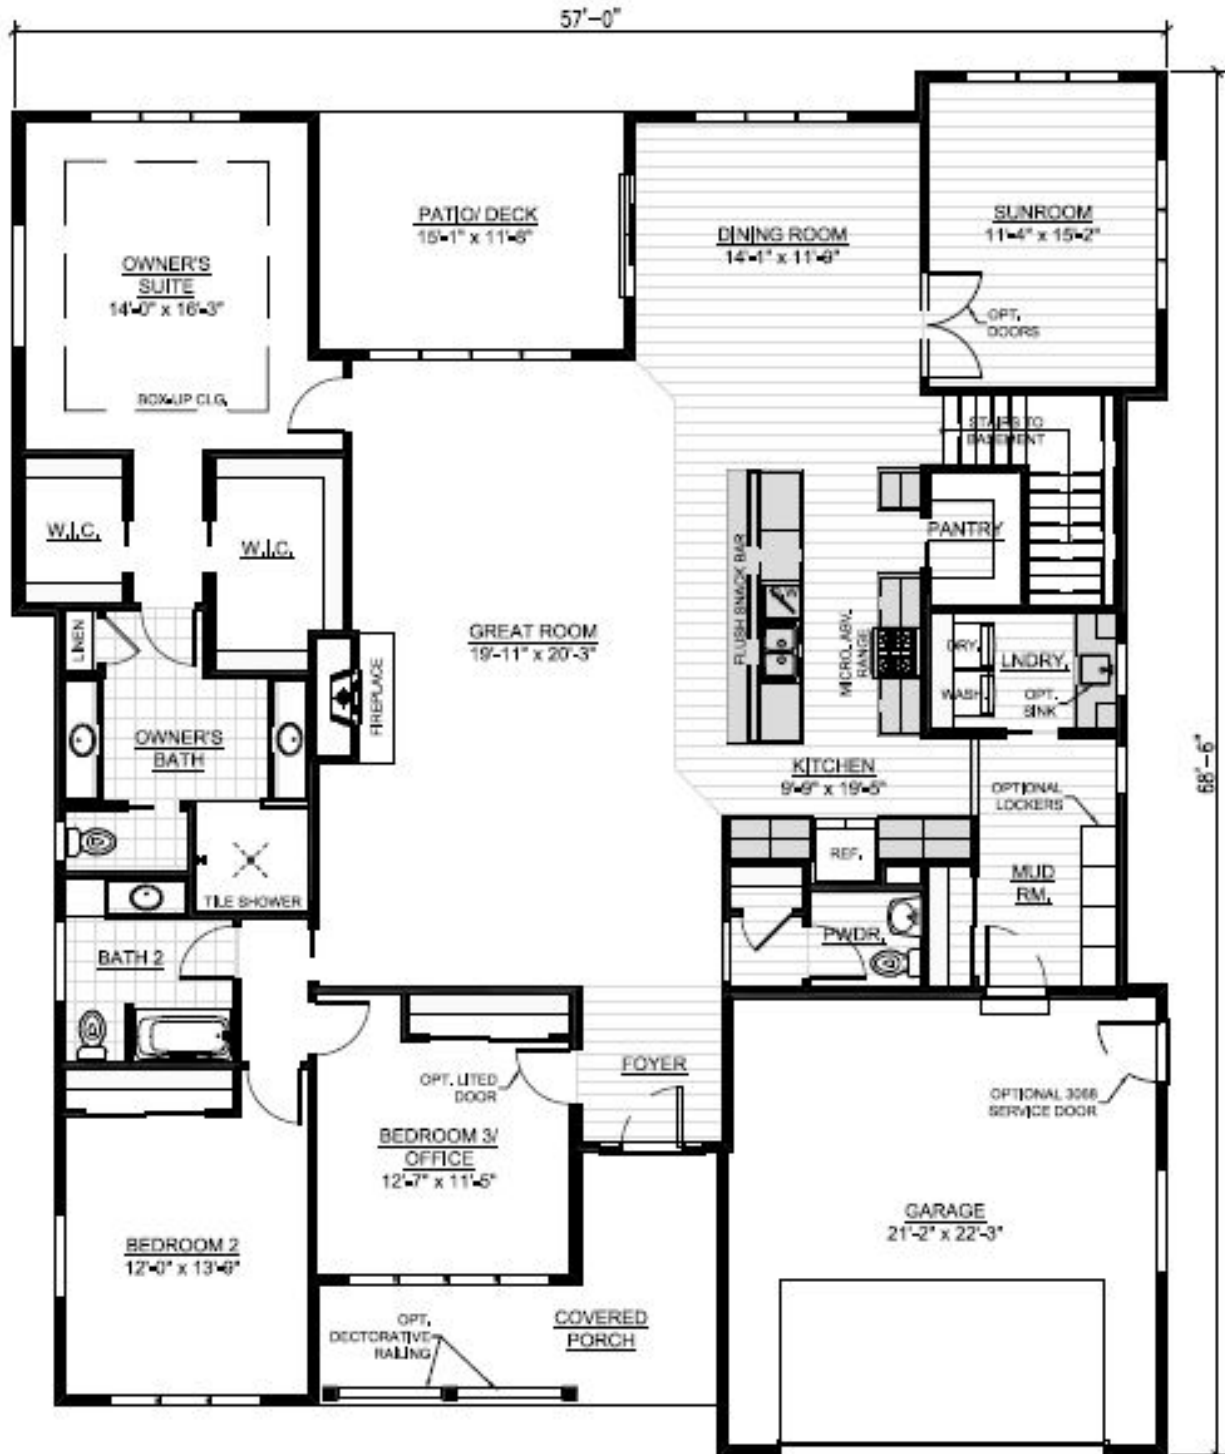 57'-0"
OWNER'S
SUITE
14'-0" x 16'-3"
BOX-UP CLG.
PATIO/ DECK
15'-1" x 11'-8"
DINING ROOM
14'-1" x 11'-9"
SUNROOM
11'-4" x 15'-2"
OPT.
DOORS
STAIRS TO
BASEMENT
W.I.C.
W.I.C.
PANTRY
FLUSH SNACK BAR
GREAT ROOM
19'-11" x 20'-3"
LINEN
FIREPLACE
D.W.
MICRO. ABV.
RANGE
DRY.
LNDRY.
WASH.
OPT.
SINK
OWNER'S
BATH
KITCHEN
9'-9" x 19'-5"
68'-6"
OPTIONAL
LOCKERS
REF.
MUD
RM.
TILE SHOWER
BATH 2
PWDR.
FOYER
OPT. LITED
DOOR
OPTIONAL 3068
SERVICE DOOR
BEDROOM 3/
OFFICE
12'-7" x 11'-5"
BEDROOM 2
12'-0" x 13'-9"
GARAGE
21'-2" x 22'-3"
OPT.
DECTORATIVE
RAILING
COVERED
PORCH